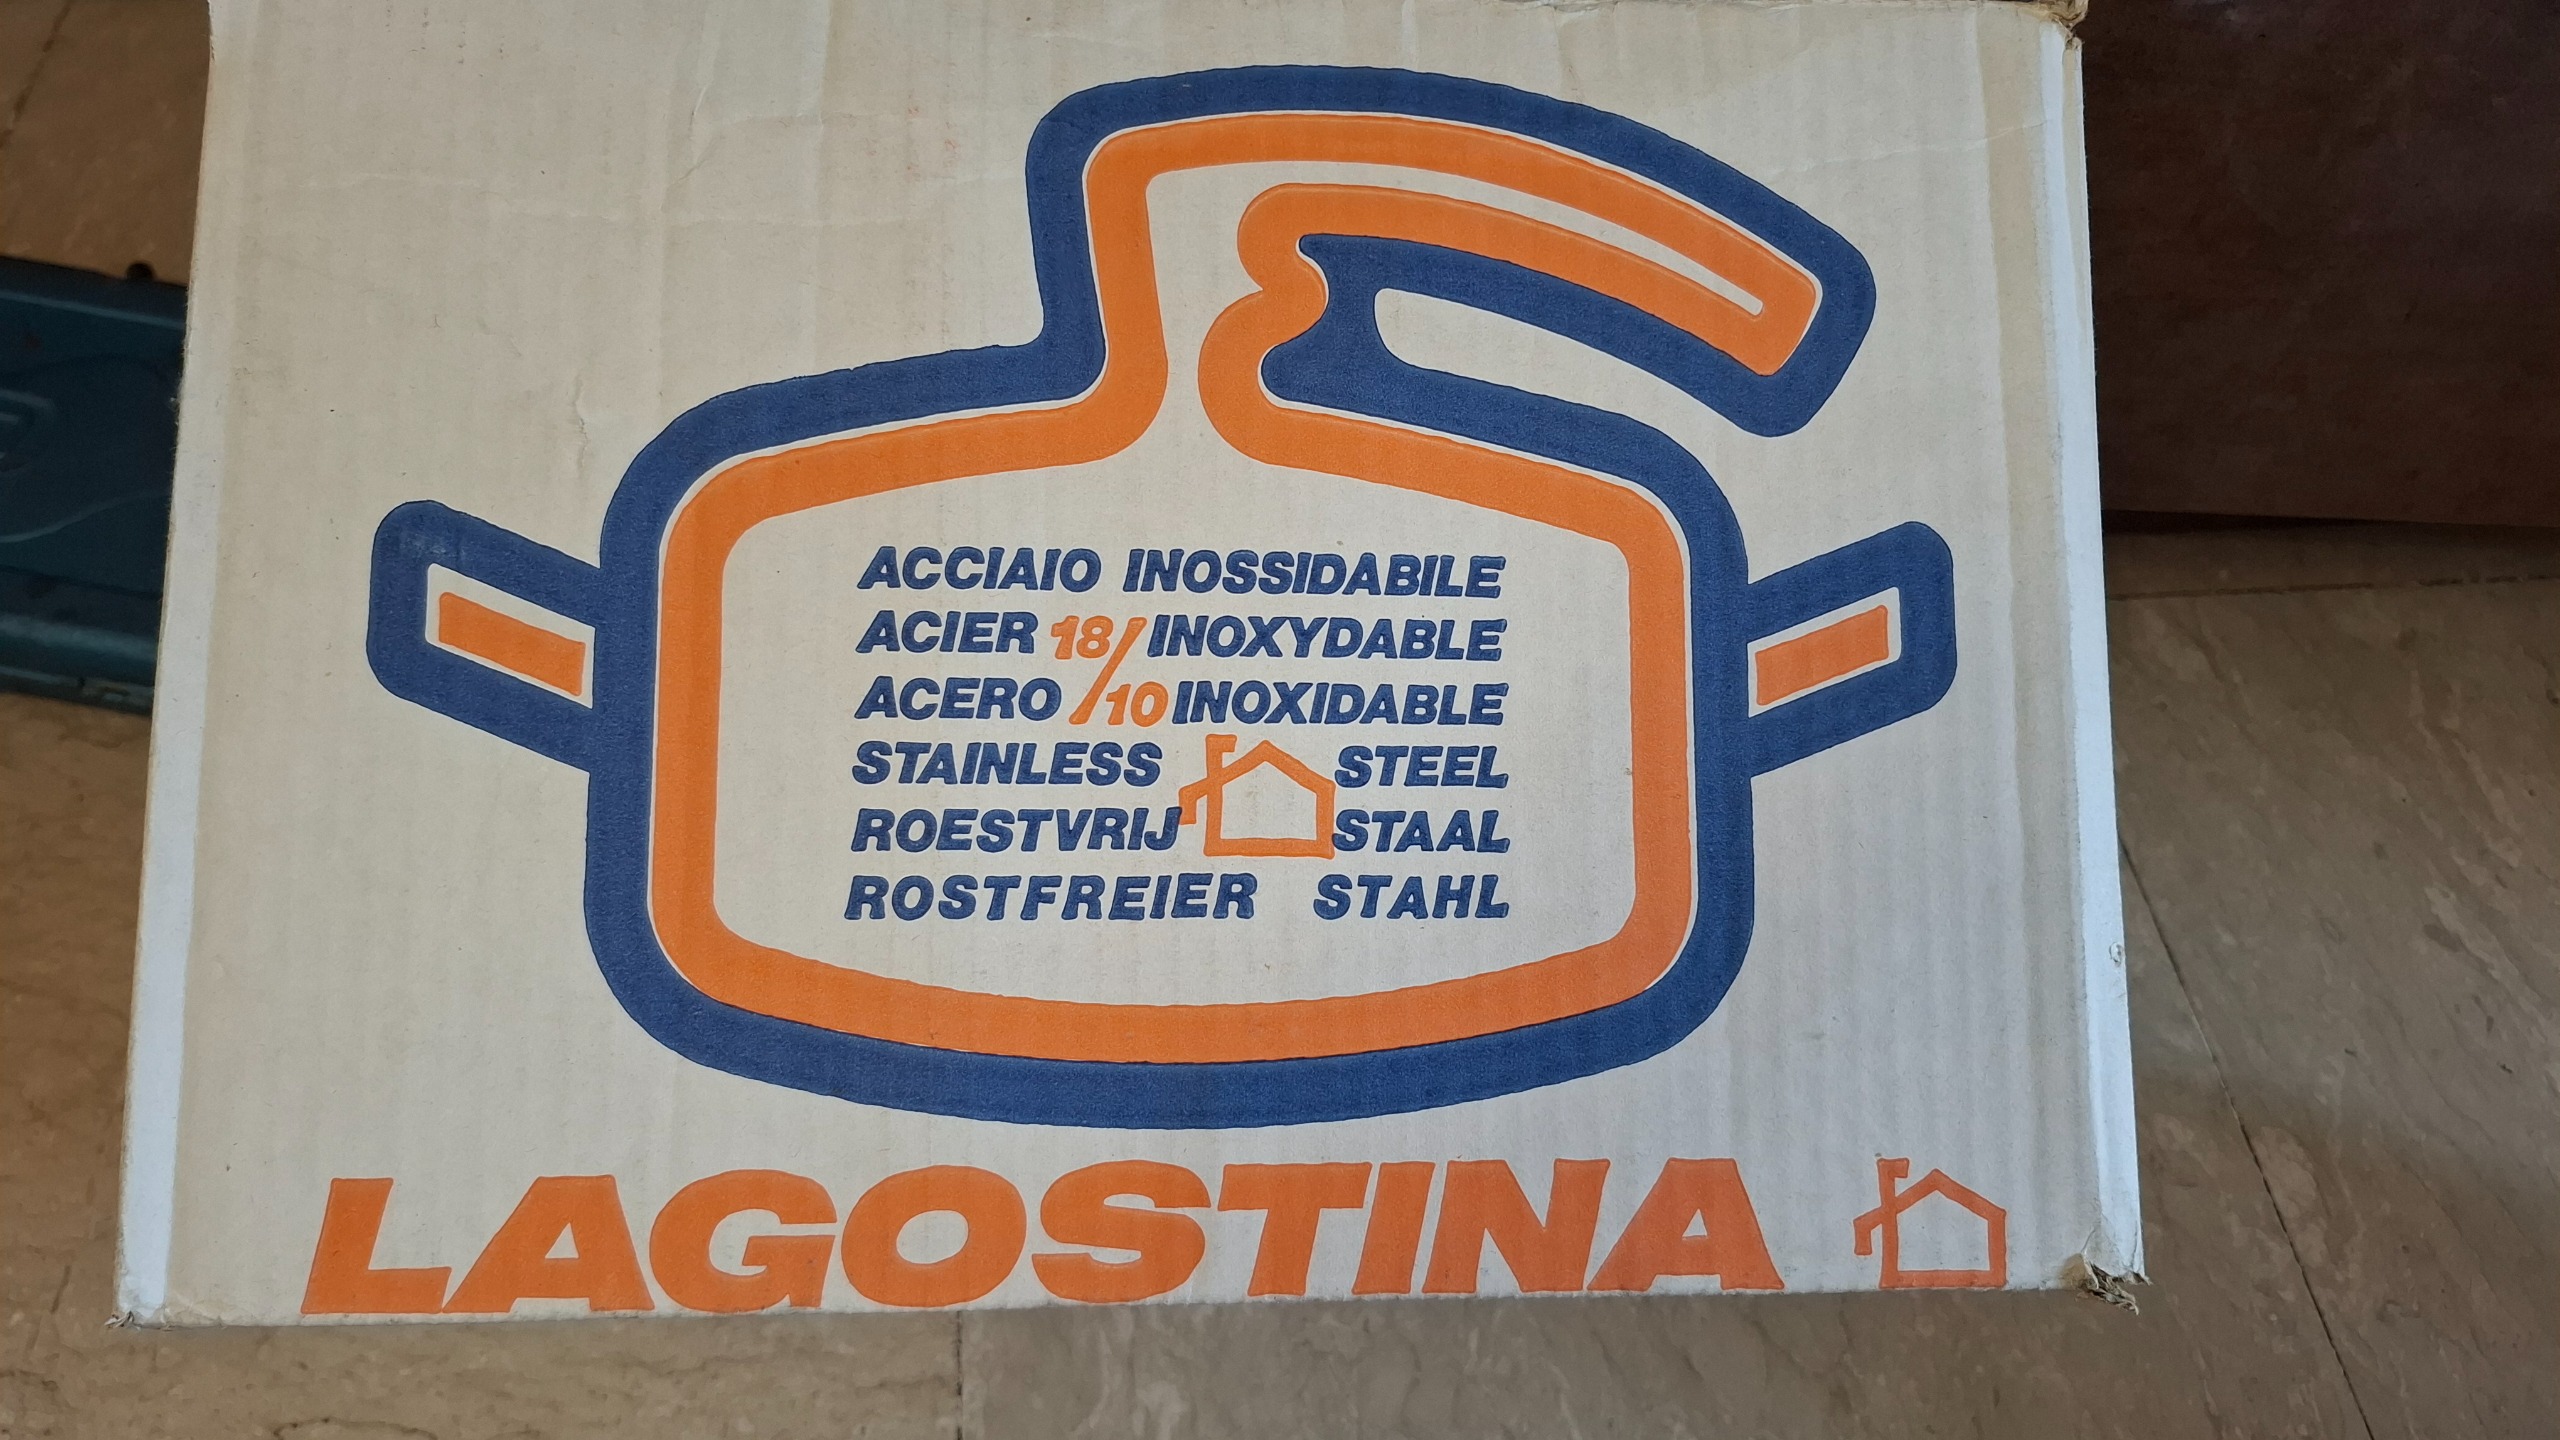 ACCIAIO INOSSIDABILE
ACIER 18/ INOXYDABLE
ACERO /10 INOXIDABLE
STAINLESS STEEL
ROESTVRIJ STAAL
ROSTFREIER STAHL
LAGOSTINA